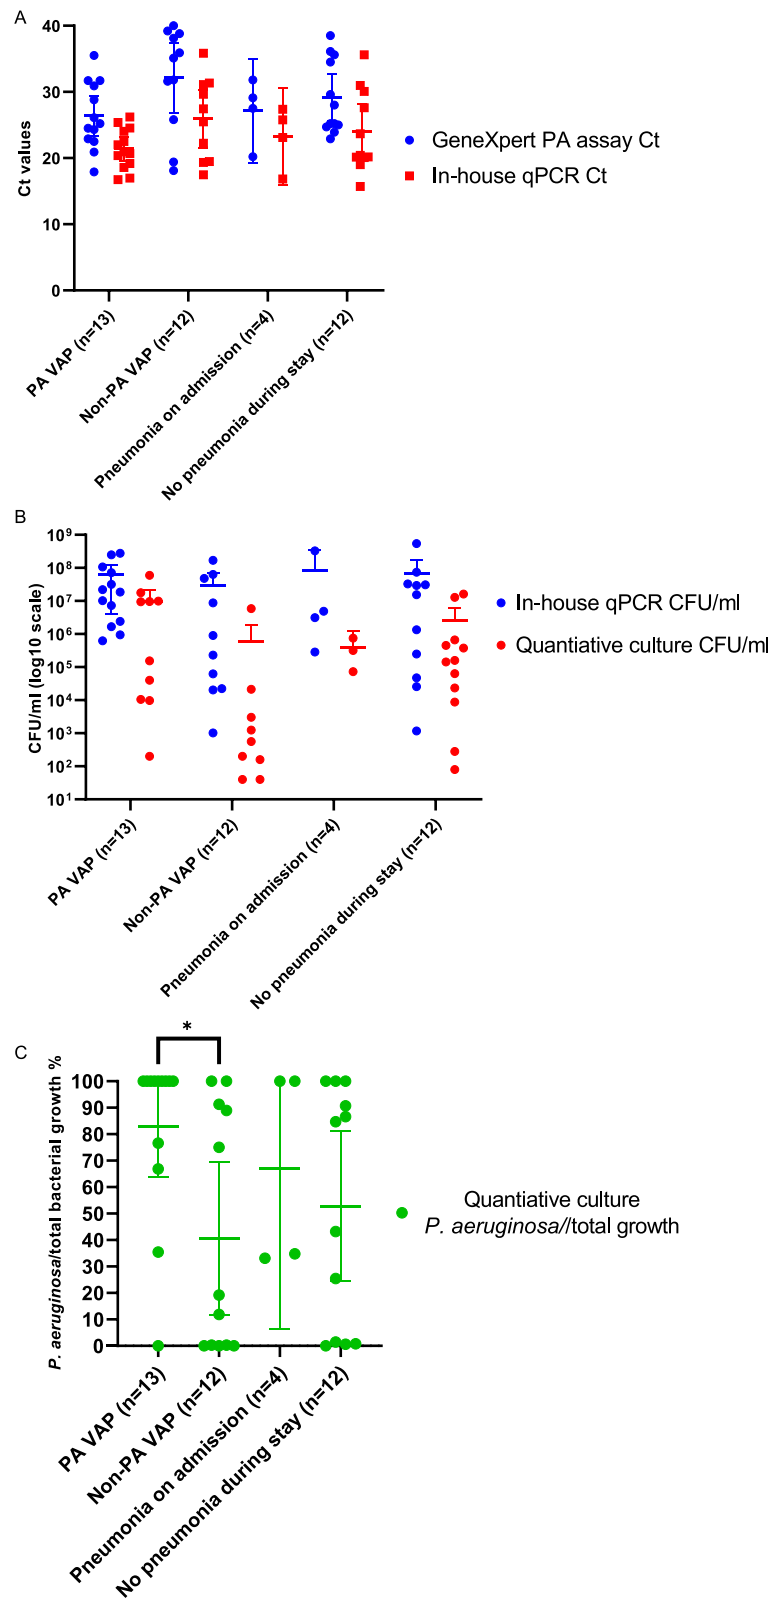 A
Ct values
40
30
20
10
0
PA VAP (n=13)
Non-PA VAP (n=12)
Pneumonia on admission (n=4)
No pneumonia during stay (n=12)
GeneXpert PA assay Ct
In-house qPCR Ct
B
CFU/ml (log10 scale)
10⁹
10⁸
10⁷
10⁶
10⁵
10⁴
10³
10²
10¹
PA VAP (n=13)
Non-PA VAP (n=12)
Pneumonia on admission (n=4)
No pneumonia during stay (n=12)
In-house qPCR CFU/ml
Quantiative culture CFU/ml
C
*
P. aeruginosa/total bacterial growth %
100
90
80
70
60
50
40
30
20
10
0
PA VAP (n=13)
Non-PA VAP (n=12)
Pneumonia on admission (n=4)
No pneumonia during stay (n=12)
Quantiative culture
P. aeruginosa//total growth